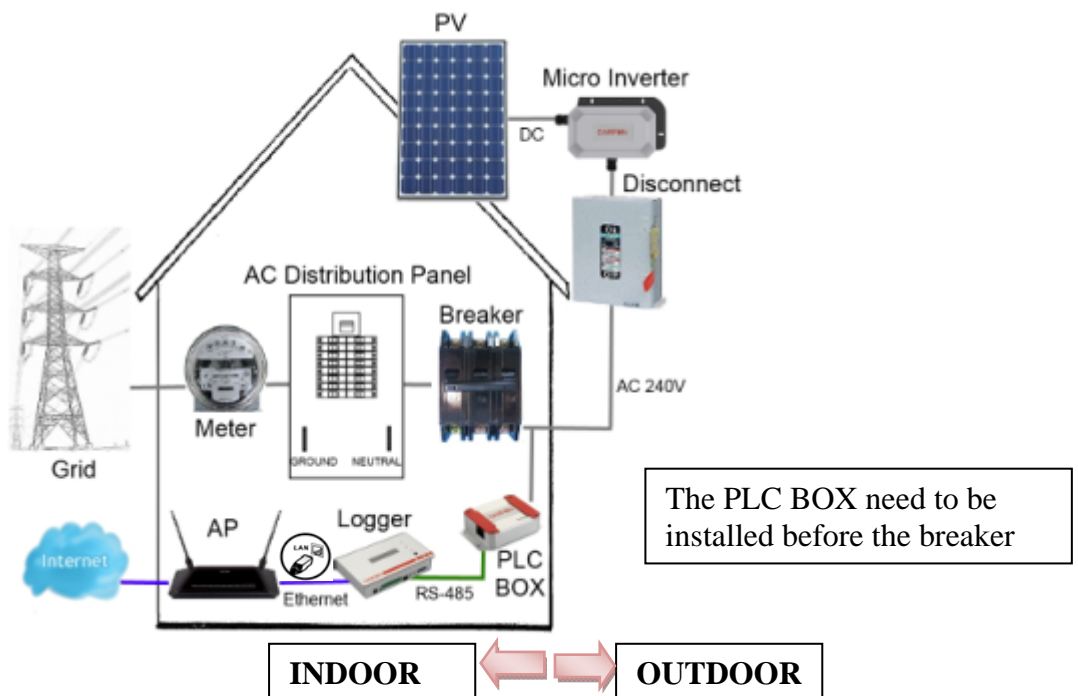 PV
Micro Inverter
DC
Disconnect
AC Distribution Panel
Breaker
AC 240V
Meter
GROUND NEUTRAL
Grid
The PLC BOX need to be
installed before the breaker
AP
Logger
LAN
Internet
PLC
BOX
Ethernet
RS-485
INDOOR
OUTDOOR